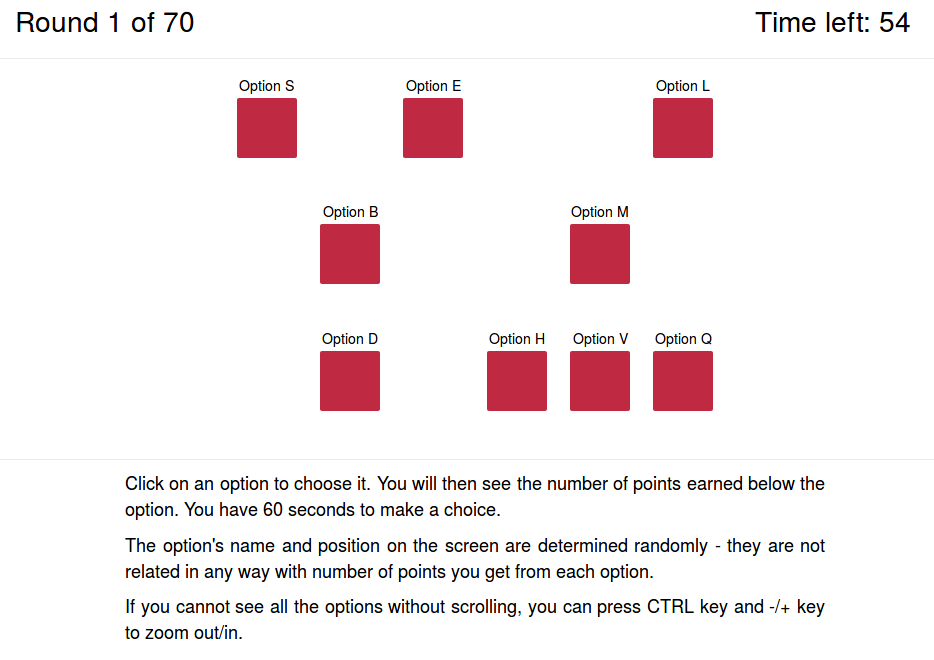 Round 1 of 70
Time left: 54
Option S
Option E
Option L
Option B
Option M
Option D
Option H
Option V
Option Q
Click on an option to choose it. You will then see the number of points earned below the
option. You have 60 seconds to make a choice.
The option's name and position on the screen are determined randomly - they are not
related in any way with number of points you get from each option.
If you cannot see all the options without scrolling, you can press CTRL key and -/+ key
to zoom out/in.